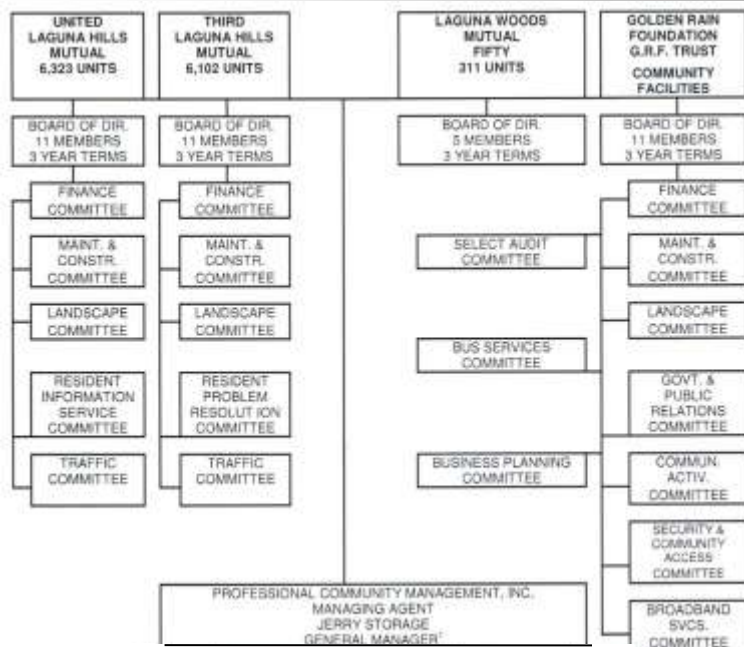 UNITED
LAGUNA HILLS
MUTUAL
6,323 UNITS
THIRD
LAGUNA HILLS
MUTUAL
6,102 UNITS
LAGUNA WOODS
MUTUAL
FIFTY
311 UNITS
GOLDEN RAIN
FOUNDATION
G.R.F. TRUST
COMMUNITY
FACILITIES
BOARD OF DIR.
11 MEMBERS
3 YEAR TERMS
BOARD OF DIR.
11 MEMBERS
3 YEAR TERMS
BOARD OF DIR.
5 MEMBERS
3 YEAR TERMS
BOARD OF DIR.
11 MEMBERS
3 YEAR TERMS
FINANCE
COMMITTEE
MAINT. &
CONSTR.
COMMITTEE
LANDSCAPE
COMMITTEE
RESIDENT
INFORMATION
SERVICE
COMMITTEE
TRAFFIC
COMMITTEE
FINANCE
COMMITTEE
MAINT. &
CONSTR.
COMMITTEE
LANDSCAPE
COMMITTEE
RESIDENT
PROBLEM
RESOLUT ION
COMMITTEE
TRAFFIC
COMMITTEE
SELECT AUDIT
COMMITTEE
BUS SERVICES
COMMITTEE
BUSINESS PLANNING
COMMITTEE
FINANCE
COMMITTEE
MAINT. &
CONSTR.
COMMITTEE
LANDSCAPE
COMMITTEE
GOVT. &
PUBLIC
RELATIONS
COMMITTEE
COMMUN.
ACTIV.
COMMITTEE
SECURITY &
COMMUNITY
ACCESS
COMMITTEE
BROADBAND
SVCS.
COMMITTEE
PROFESSIONAL COMMUNITY MANAGEMENT, INC.
MANAGING AGENT
JERRY STORAGE
GENERAL MANAGER